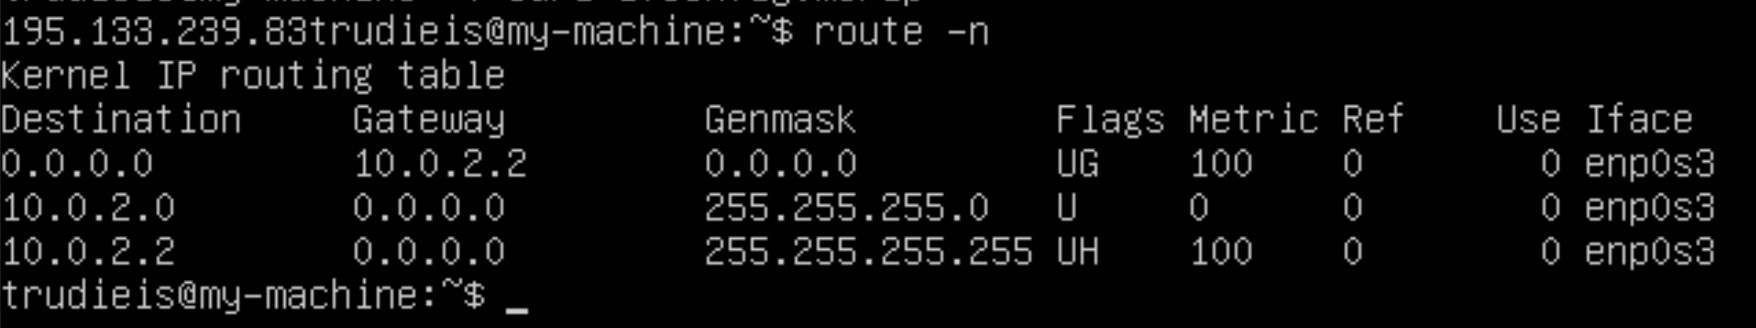 195.133.239.83trudieis@my-machine:~$ route -n
Kernel IP routing table
Destination     Gateway         Genmask         Flags Metric Ref    Use Iface
0.0.0.0         10.0.2.2        0.0.0.0         UG    100    0        0 enp0s3
10.0.2.0        0.0.0.0         255.255.255.0   U     0      0        0 enp0s3
10.0.2.2        0.0.0.0         255.255.255.255 UH    100    0        0 enp0s3
trudieis@my-machine:~$ _